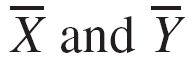 X̅ and Y̅